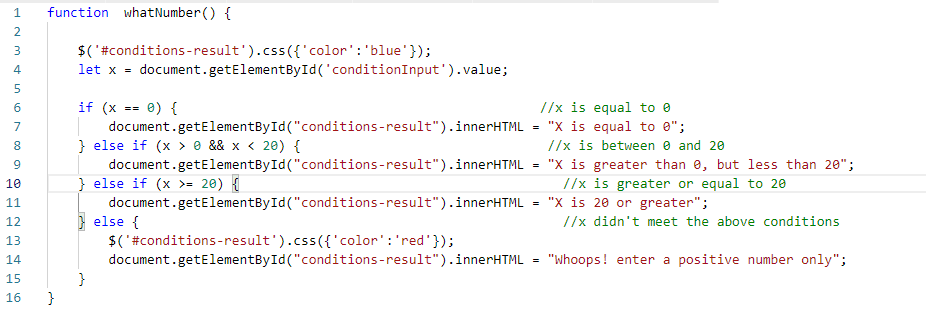 1 function  whatNumber() {
2
3     $('#conditions-result').css({'color':'blue'});
4     let x = document.getElementById('conditionInput').value;
5
6     if (x == 0) {                                                //x is equal to 0
7         document.getElementById("conditions-result").innerHTML = "X is equal to 0";
8     } else if (x > 0 && x < 20) {                                 //x is between 0 and 20
9         document.getElementById("conditions-result").innerHTML = "X is greater than 0, but less than 20";
10     } else if (x >= 20) {                                          //x is greater or equal to 20
11         document.getElementById("conditions-result").innerHTML = "X is 20 or greater";
12     } else {                                                       //x didn't meet the above conditions
13         $('#conditions-result').css({'color':'red'});
14         document.getElementById("conditions-result").innerHTML = "Whoops! enter a positive number only";
15     }
16 }